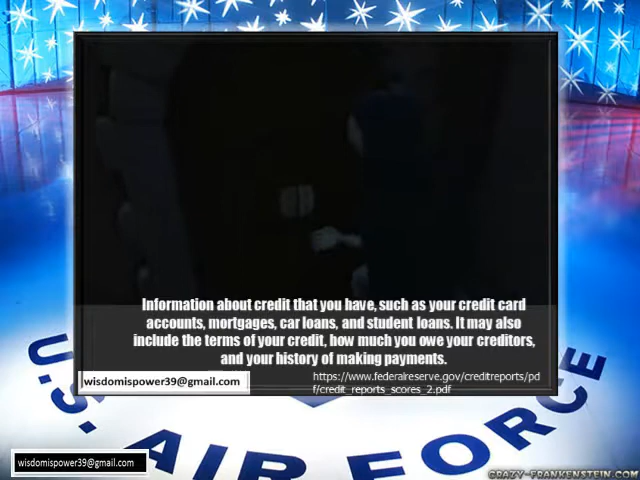 Information about credit that you have, such as your credit card
accounts, mortgages, car loans, and student loans. It may also
include the terms of your credit, how much you owe your creditors,
and your history of making payments.
wisdomispower39@gmail.com
https://www.federalreserve.gov/creditreports/pd
f/credit_reports_scores_2.pdf
U.S. AIR FORCE
wisdomispower39@gmail.com
CRAZY-FRANKENSTEIN.COM